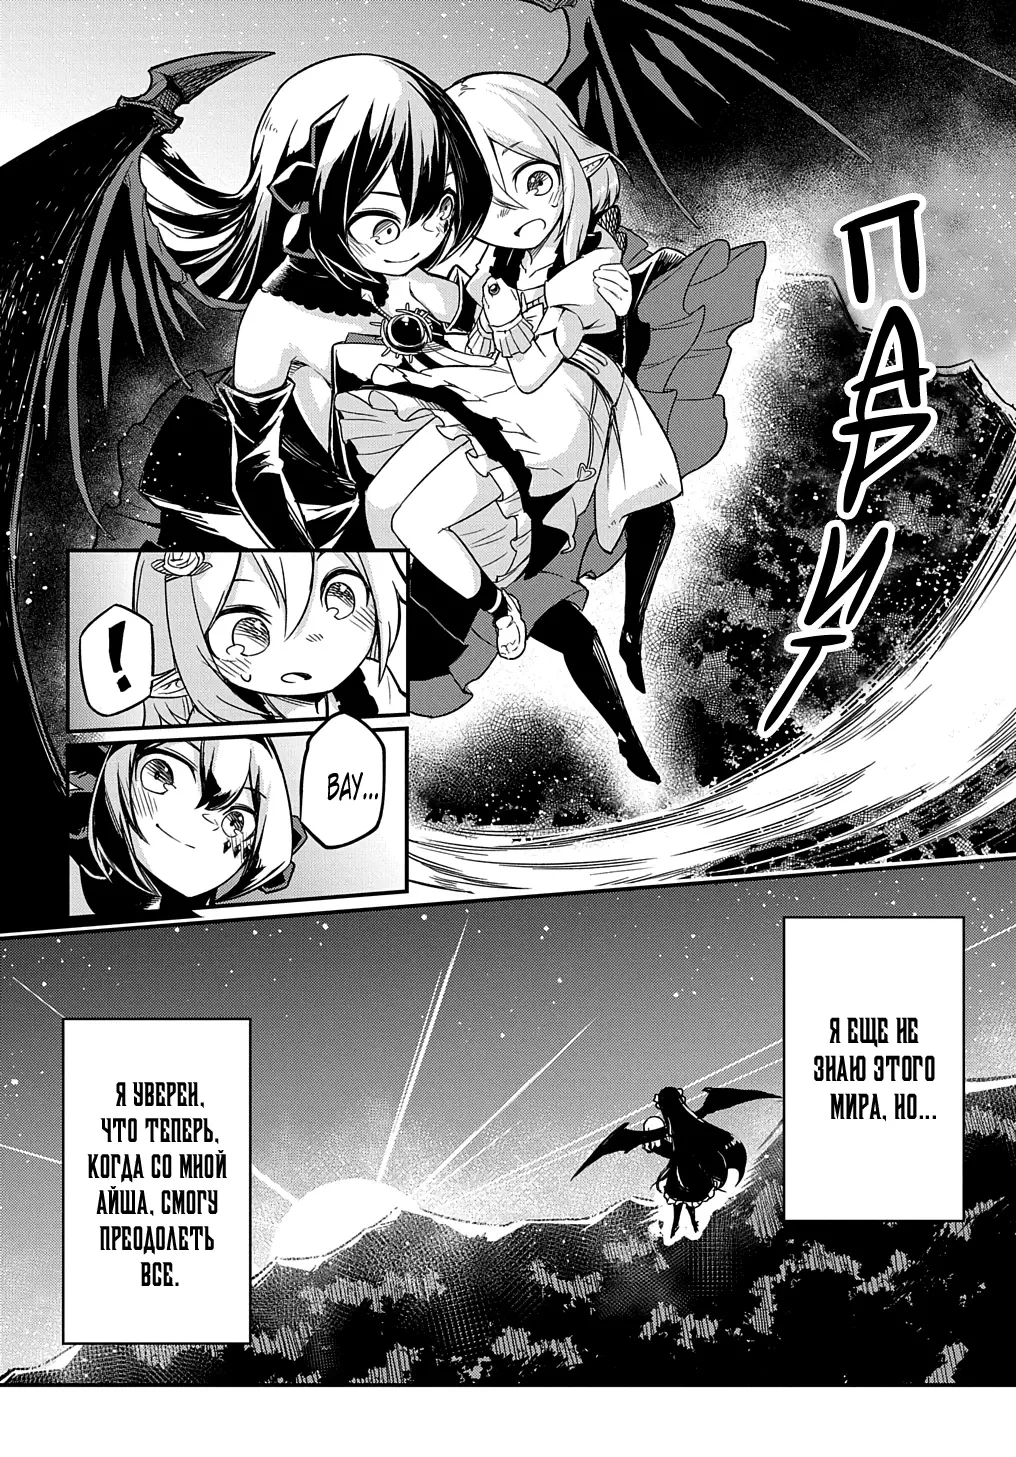 ПАРИТ
!
ВАУ...
Я ЕЩЕ НЕ
ЗНАЮ ЭТОГО
МИРА, НО...
Я УВЕРЕН,
ЧТО ТЕПЕРЬ,
КОГДА СО МНОЙ
АЙША, СМОГУ
ПРЕОДОЛЕТЬ
ВСЕ.